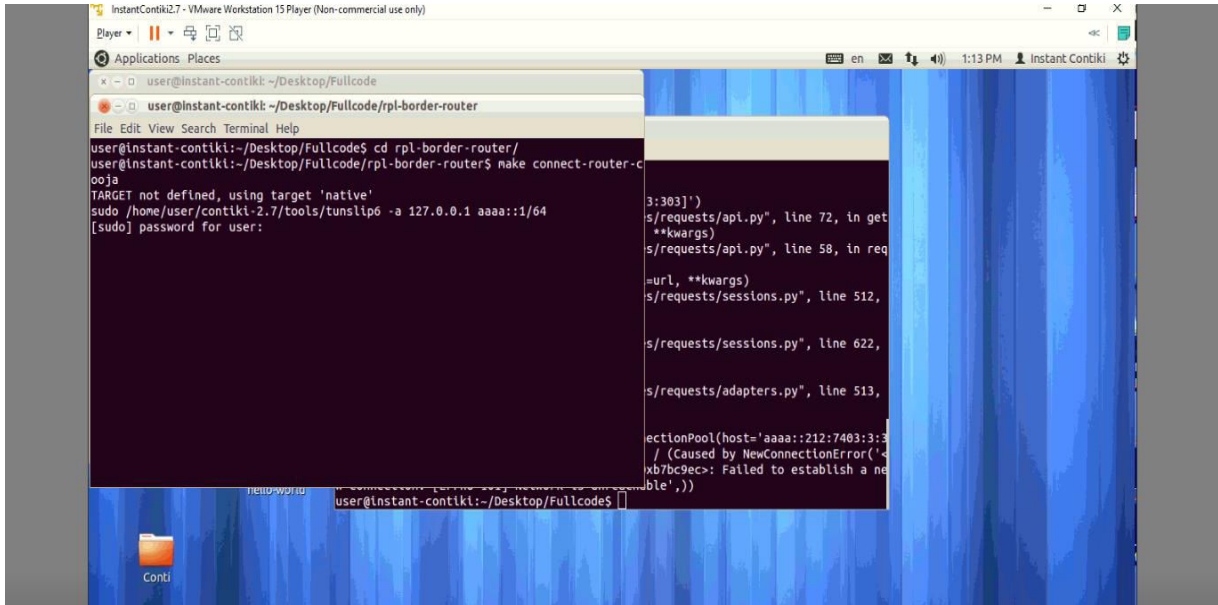 InstantContiki2.7 - VMware Workstation 15 Player (Non-commercial use only)
Player
Applications Places
en 1:13 PM Instant Contiki
user@instant-contiki: ~/Desktop/Fullcode
user@instant-contiki: ~/Desktop/Fullcode/rpl-border-router
File Edit View Search Terminal Help
user@instant-contiki:~/Desktop/Fullcode$ cd rpl-border-router/
user@instant-contiki:~/Desktop/Fullcode/rpl-border-router$ make connect-router-c
ooja
TARGET not defined, using target 'native'
sudo /home/user/contiki-2.7/tools/tunslip6 -a 127.0.0.1 aaaa::1/64
[sudo] password for user:
3:303]')
s/requests/api.py", line 72, in get
**kwargs)
s/requests/api.py", line 58, in req
=url, **kwargs)
s/requests/sessions.py", line 512,
s/requests/sessions.py", line 622,
s/requests/adapters.py", line 513,
ectionPool(host='aaaa::212:7403:3:3
/ (Caused by NewConnectionError('<
xb7bc9ec>: Failed to establish a ne
ble',))
user@instant-contiki:~/Desktop/Fullcode$
hello-world
Conti